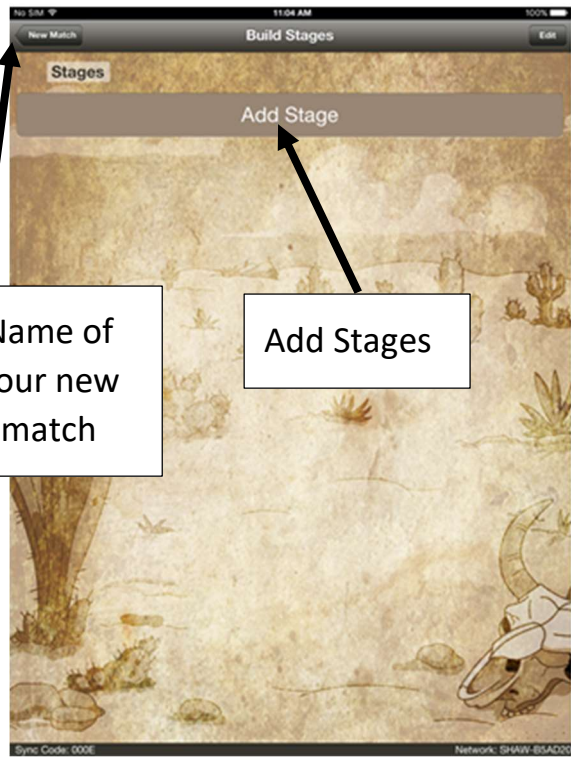 No SIM 11:04 AM 100%
New Match Build Stages Edit
Stages
Add Stage
Name of
our new
match
Add Stages
Sync Code: 000E Network: SHAW-B5AD20